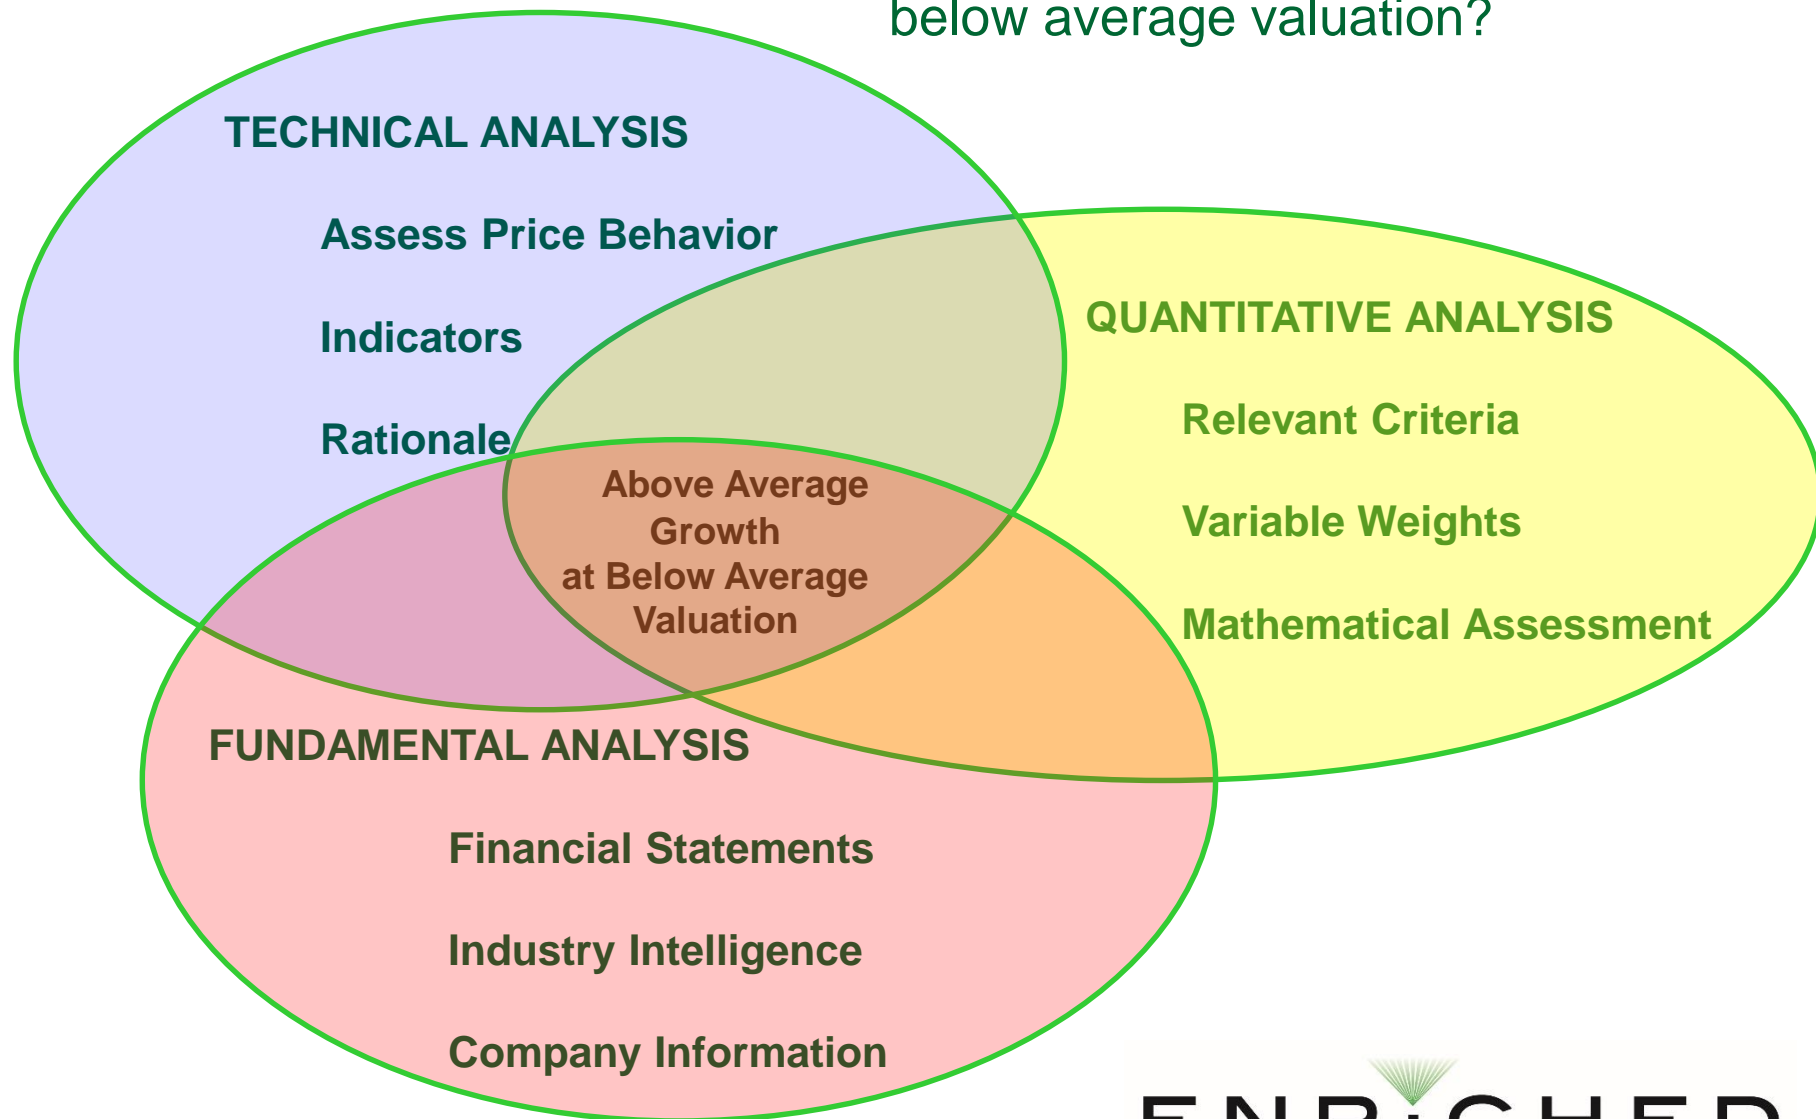 below average valuation?
TECHNICAL ANALYSIS
Assess Price Behavior
Indicators
Rationale
QUANTITATIVE ANALYSIS
Relevant Criteria
Variable Weights
Mathematical Assessment
Above Average
Growth
at Below Average
Valuation
FUNDAMENTAL ANALYSIS
Financial Statements
Industry Intelligence
Company Information
ENRiCHED